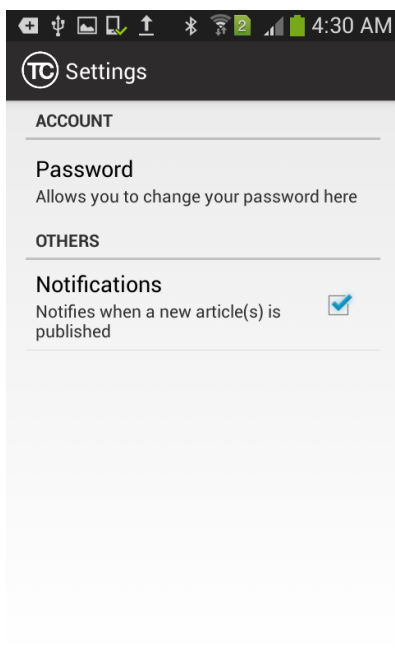 2 4:30 AM
TC Settings
ACCOUNT
Password
Allows you to change your password here
OTHERS
Notifications
Notifies when a new article(s) is
published